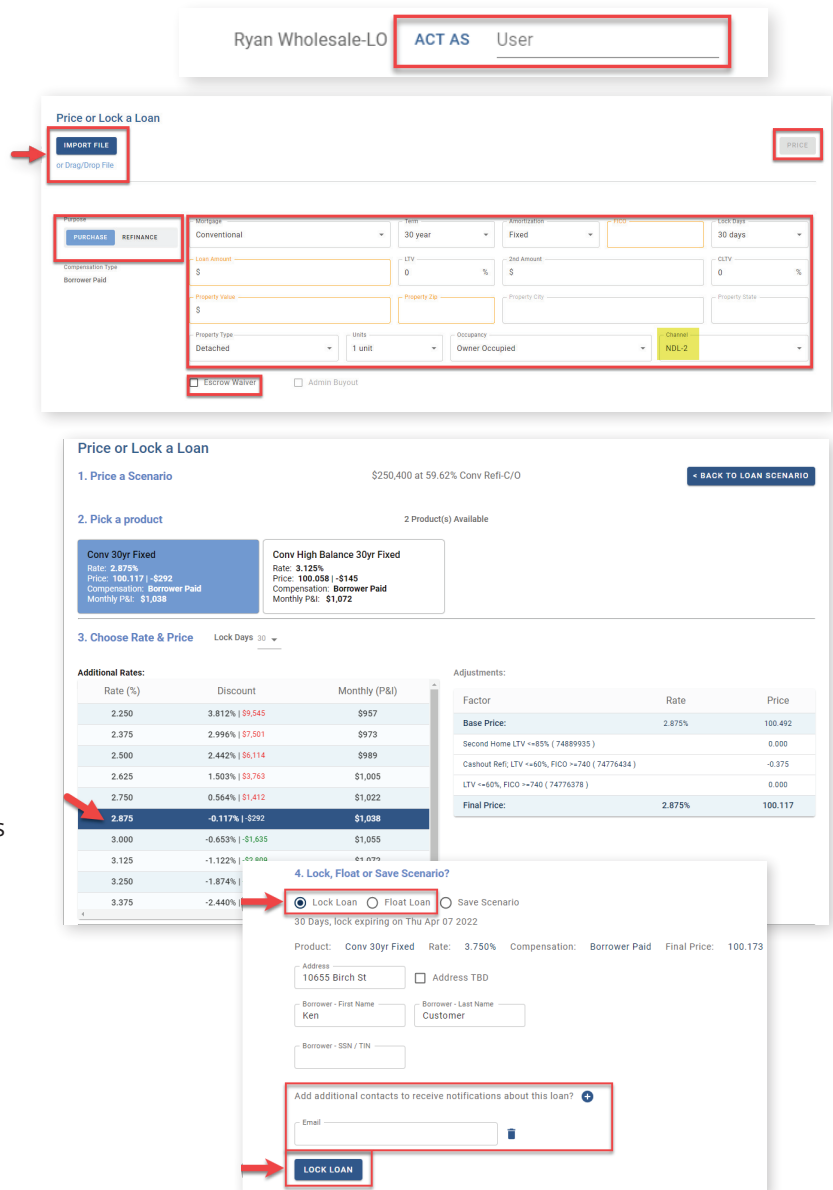 Ryan Wholesale-LO ACT AS User
Price or Lock a Loan
IMPORT FILE
PRICE
or Drag/Drop File
Purpose Mortgage Term Amortization FICO Lock Days
PURCHASE REFINANCE Conventional 30 year Fixed 30 days
Compensation Type Loan Amount LTV 2nd Amount CLTV
Borrower Paid $ 0 % $ 0 %
Property Value Property Zip Property City Property State
$
Property Type Units Occupancy Channel
Detached 1 unit Owner Occupied NDL-2
Escrow Waiver Admin Buyout
Price or Lock a Loan
1. Price a Scenario $250,400 at 59.62% Conv Refi-C/O < BACK TO LOAN SCENARIO
2. Pick a product 2 Product(s) Available
Conv 30yr Fixed
Rate: 2.875%
Price: 100.117 | -$292
Compensation: Borrower Paid
Monthly P&I: $1,038
Conv High Balance 30yr Fixed
Rate: 3.125%
Price: 100.058 | -$145
Compensation: Borrower Paid
Monthly P&I: $1,072
3. Choose Rate & Price Lock Days 30
Additional Rates:
Rate (%) Discount Monthly (P&I)
2.250 3.812% | $9,545 $957
2.375 2.996% | $7,501 $973
2.500 2.442% | $6,114 $989
2.625 1.503% | $3,763 $1,005
2.750 0.564% | $1,412 $1,022
2.875 -0.117% | -$292 $1,038
3.000 -0.653% | -$1,635 $1,055
3.125 -1.122% | -$2,809 $1,072
3.250 -1.874% |
3.375 -2.440% |
Adjustments:
Factor Rate Price
Base Price: 2.875% 100.492
Second Home LTV <=85% ( 74889935 ) 0.000
Cashout Refi; LTV <=60%, FICO >=740 ( 74776434 ) -0.375
LTV <=60%, FICO >=740 ( 74776378 ) 0.000
Final Price: 2.875% 100.117
s
4. Lock, Float or Save Scenario?
Lock Loan Float Loan Save Scenario
30 Days, lock expiring on Thu Apr 07 2022
Product: Conv 30yr Fixed Rate: 3.750% Compensation: Borrower Paid Final Price: 100.173
Address
10655 Birch St Address TBD
Borrower - First Name Borrower - Last Name
Ken Customer
Borrower - SSN / TIN
Add additional contacts to receive notifications about this loan?
Email
LOCK LOAN